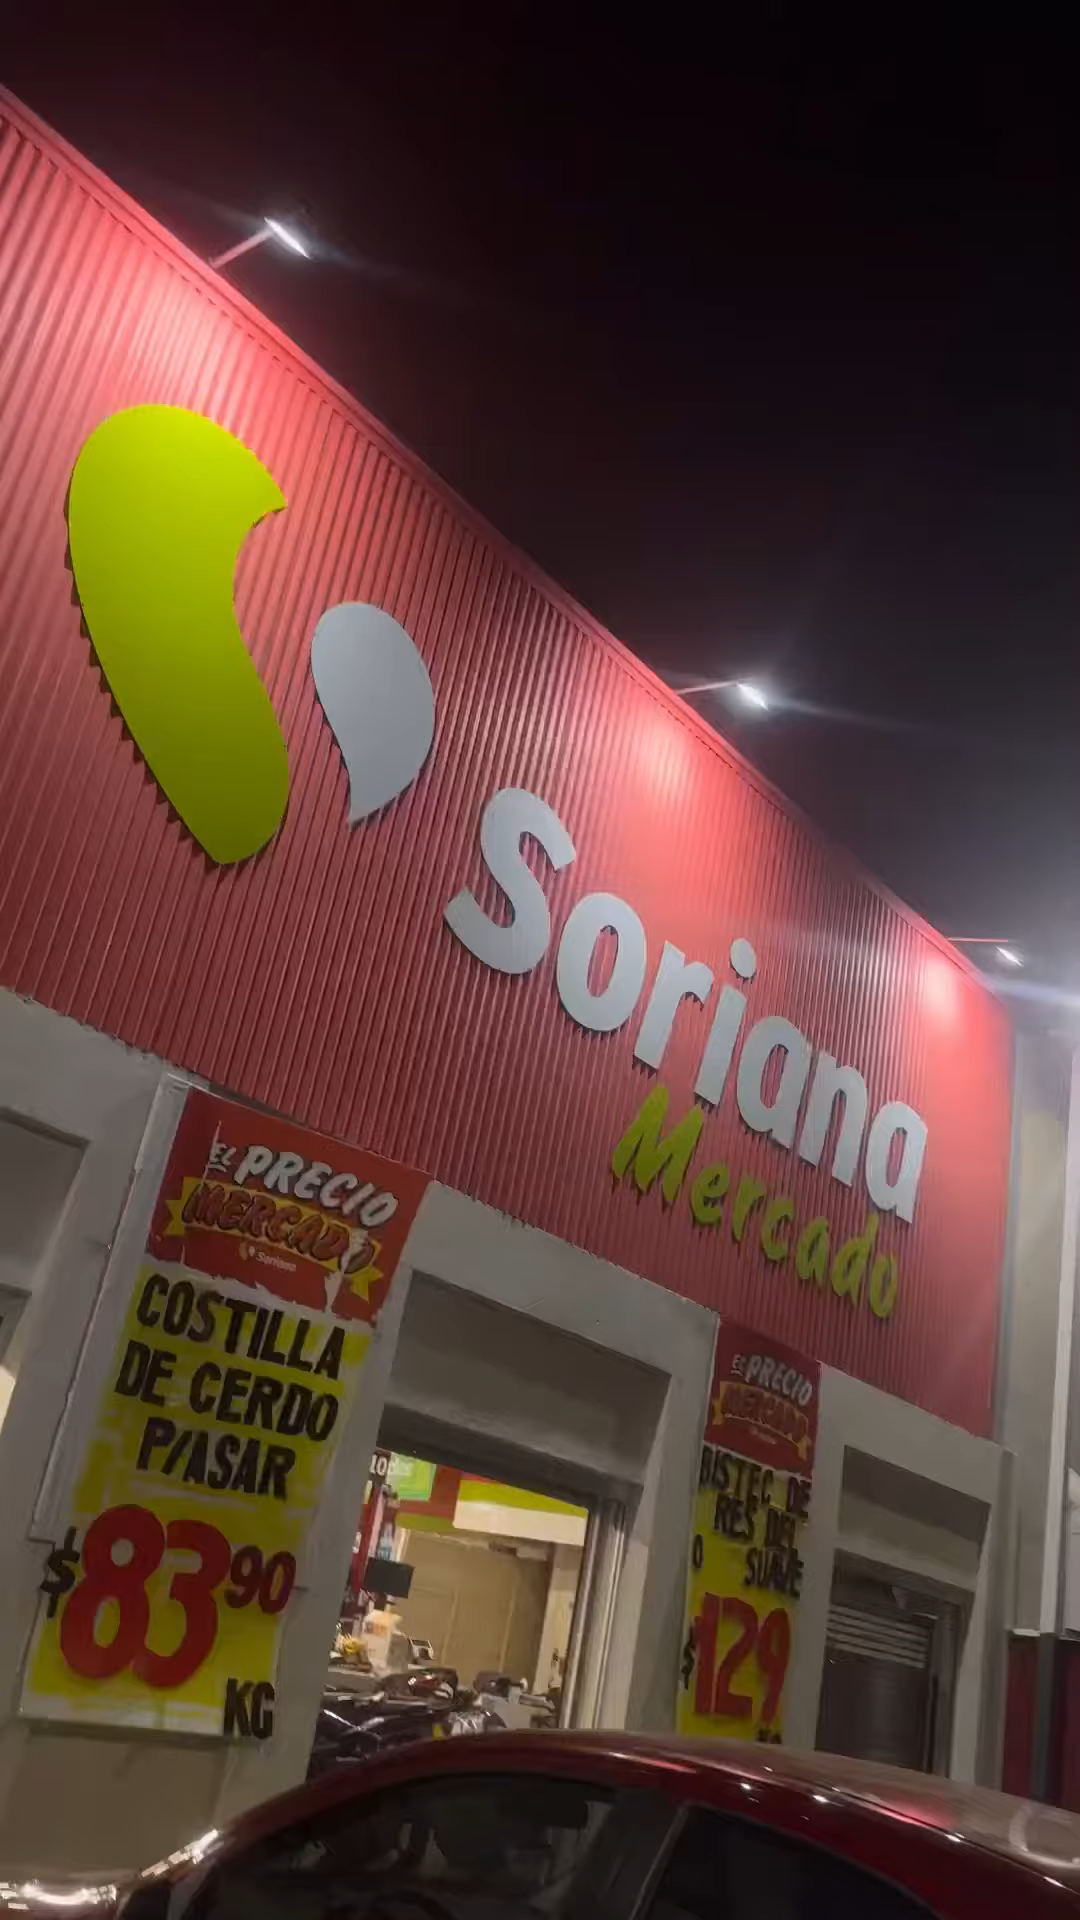 Soriana
Mercado
EL PRECIO
MERCADO
Soriana
COSTILLA
DE CERDO
P/ASAR
$83 90
KG
EL PRECIO
MERCADO
BISTEC DE
RES DEL
SUAVE
$129